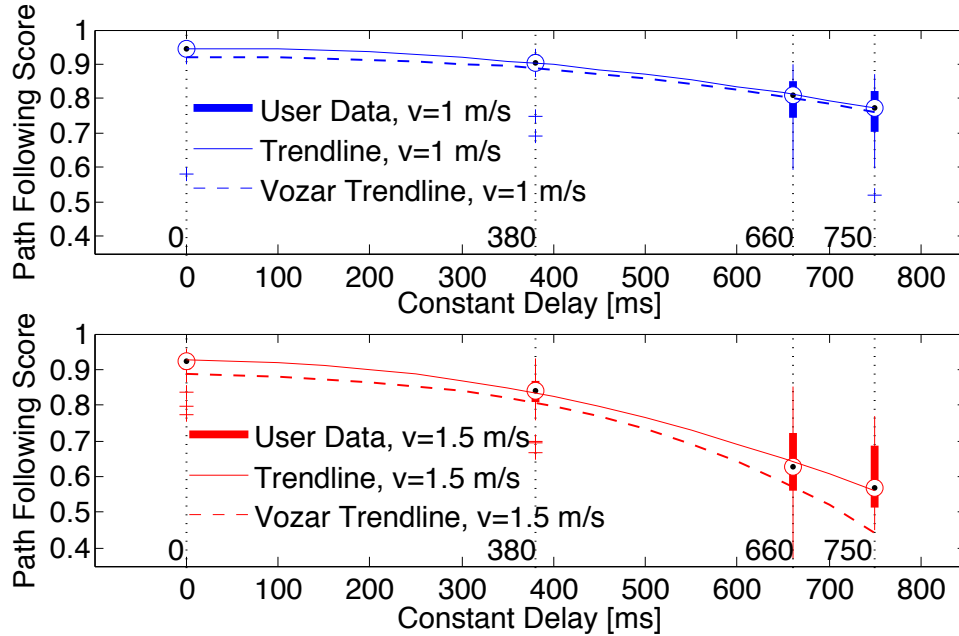 Path Following Score
1
0.9
0.8
0.7
0.6
0.5
0.4
User Data, v=1 m/s
Trendline, v=1 m/s
Vozar Trendline, v=1 m/s
0 380 660 750
0 100 200 300 400 500 600 700 800
Constant Delay [ms]
Path Following Score
1
0.9
0.8
0.7
0.6
0.5
0.4
User Data, v=1.5 m/s
Trendline, v=1.5 m/s
Vozar Trendline, v=1.5 m/s
0 380 660 750
0 100 200 300 400 500 600 700 800
Constant Delay [ms]